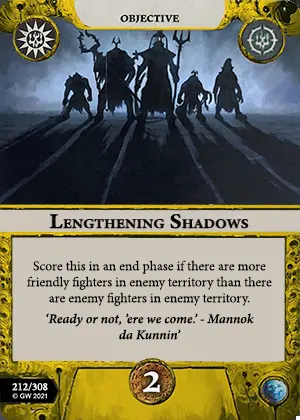 OBJECTIVE
LENGTHENING SHADOWS
Score this in an end phase if there are more
friendly fighters in enemy territory than there
are enemy fighters in enemy territory.
‘Ready or not, ’ere we come.’ - Mannok
da Kunnin’
212/308
© GW 2021
2